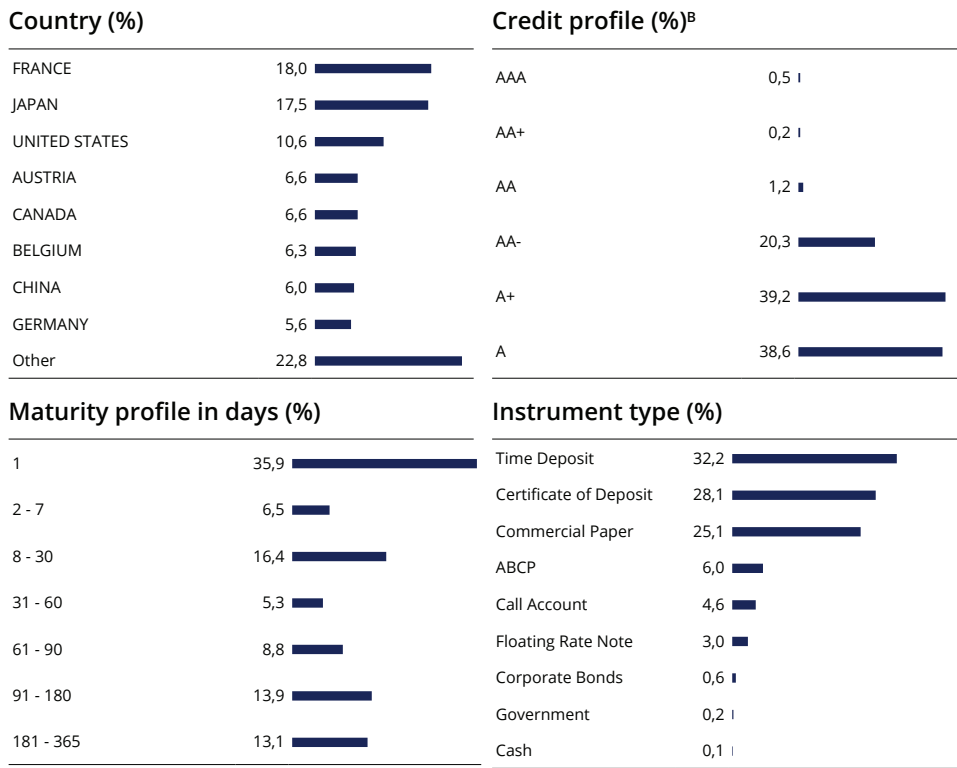 Country (%)
FRANCE 18,0
JAPAN 17,5
UNITED STATES 10,6
AUSTRIA 6,6
CANADA 6,6
BELGIUM 6,3
CHINA 6,0
GERMANY 5,6
Other 22,8
Credit profile (%)ᴮ
AAA 0,5
AA+ 0,2
AA 1,2
AA- 20,3
A+ 39,2
A 38,6
Maturity profile in days (%)
1 35,9
2 - 7 6,5
8 - 30 16,4
31 - 60 5,3
61 - 90 8,8
91 - 180 13,9
181 - 365 13,1
Instrument type (%)
Time Deposit 32,2
Certificate of Deposit 28,1
Commercial Paper 25,1
ABCP 6,0
Call Account 4,6
Floating Rate Note 3,0
Corporate Bonds 0,6
Government 0,2
Cash 0,1